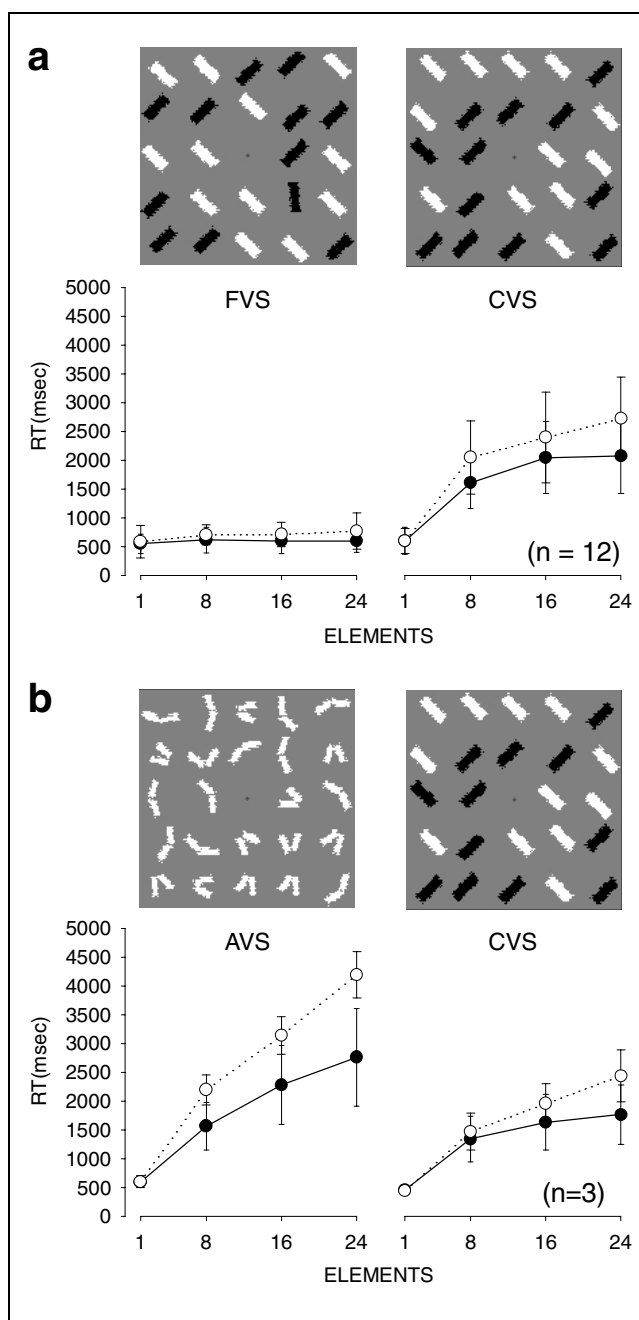 a
FVS CVS
5000
4500
4000
3500
3000
2500
2000
1500
1000
500
0
RT(msec)
(n = 12)
1 8 16 24 1 8 16 24
ELEMENTS
b
AVS CVS
5000
4500
4000
3500
3000
2500
2000
1500
1000
500
0
RT(msec)
(n=3)
1 8 16 24 1 8 16 24
ELEMENTS